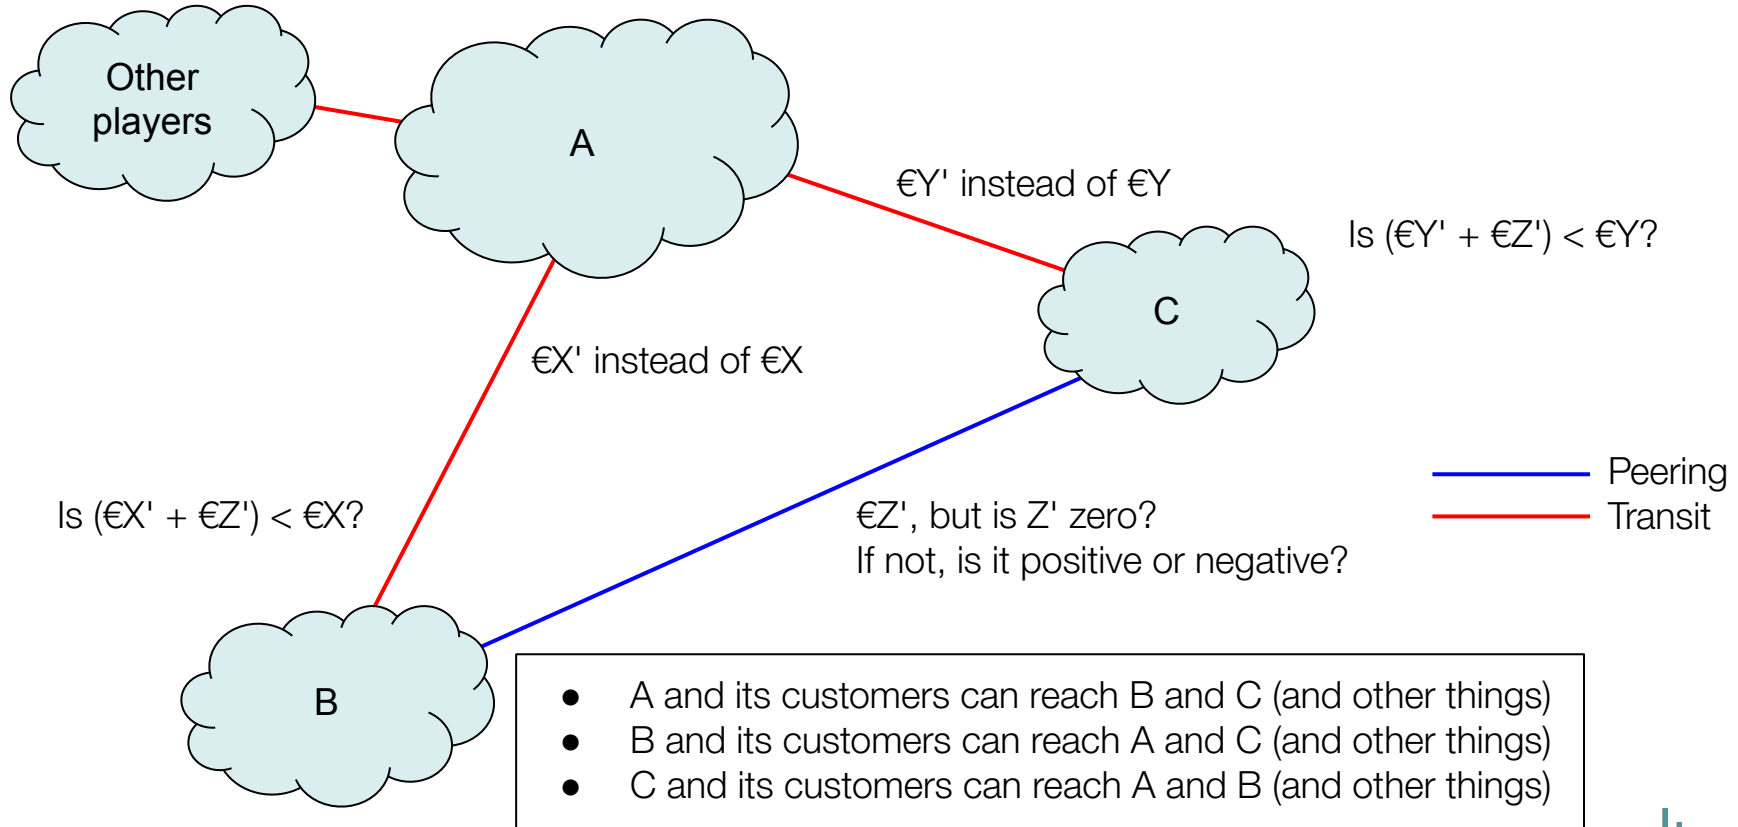 Other
players
A
€Y' instead of €Y
Is (€Y' + €Z') < €Y?
C
€X' instead of €X
Peering
Transit
Is (€X' + €Z') < €X?
€Z', but is Z' zero?
If not, is it positive or negative?
B
● A and its customers can reach B and C (and other things)
● B and its customers can reach A and C (and other things)
● C and its customers can reach A and B (and other things)